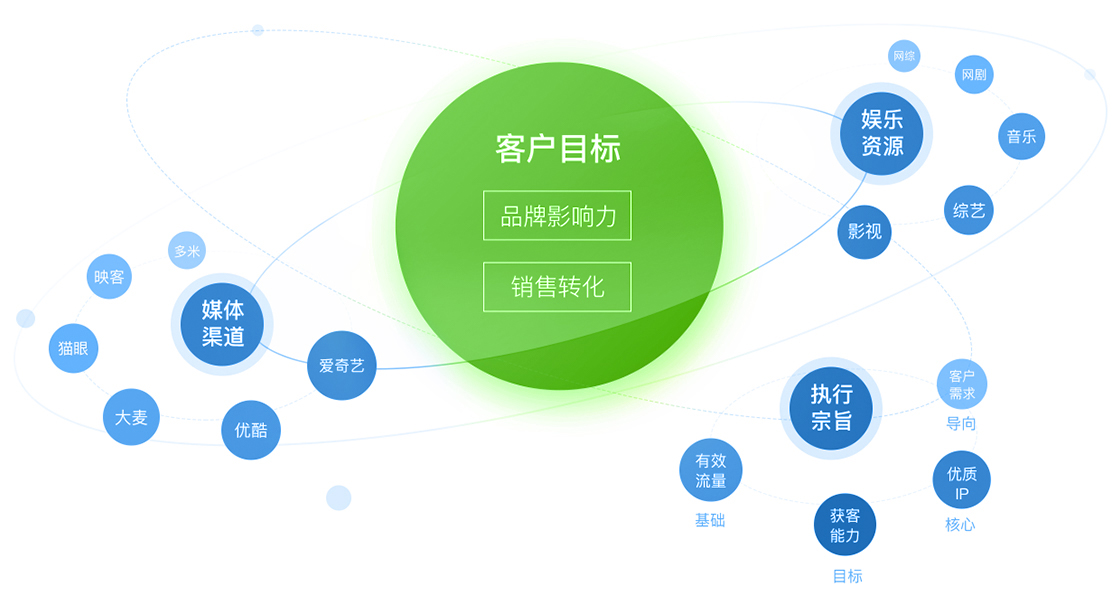 客户目标
品牌影响力
销售转化
娱乐
资源
网综
网剧
音乐
综艺
影视
媒体
渠道
多米
映客
猫眼
大麦
优酷
爱奇艺
执行
宗旨
客户
需求
导向
优质
IP
核心
获客
能力
目标
有效
流量
基础